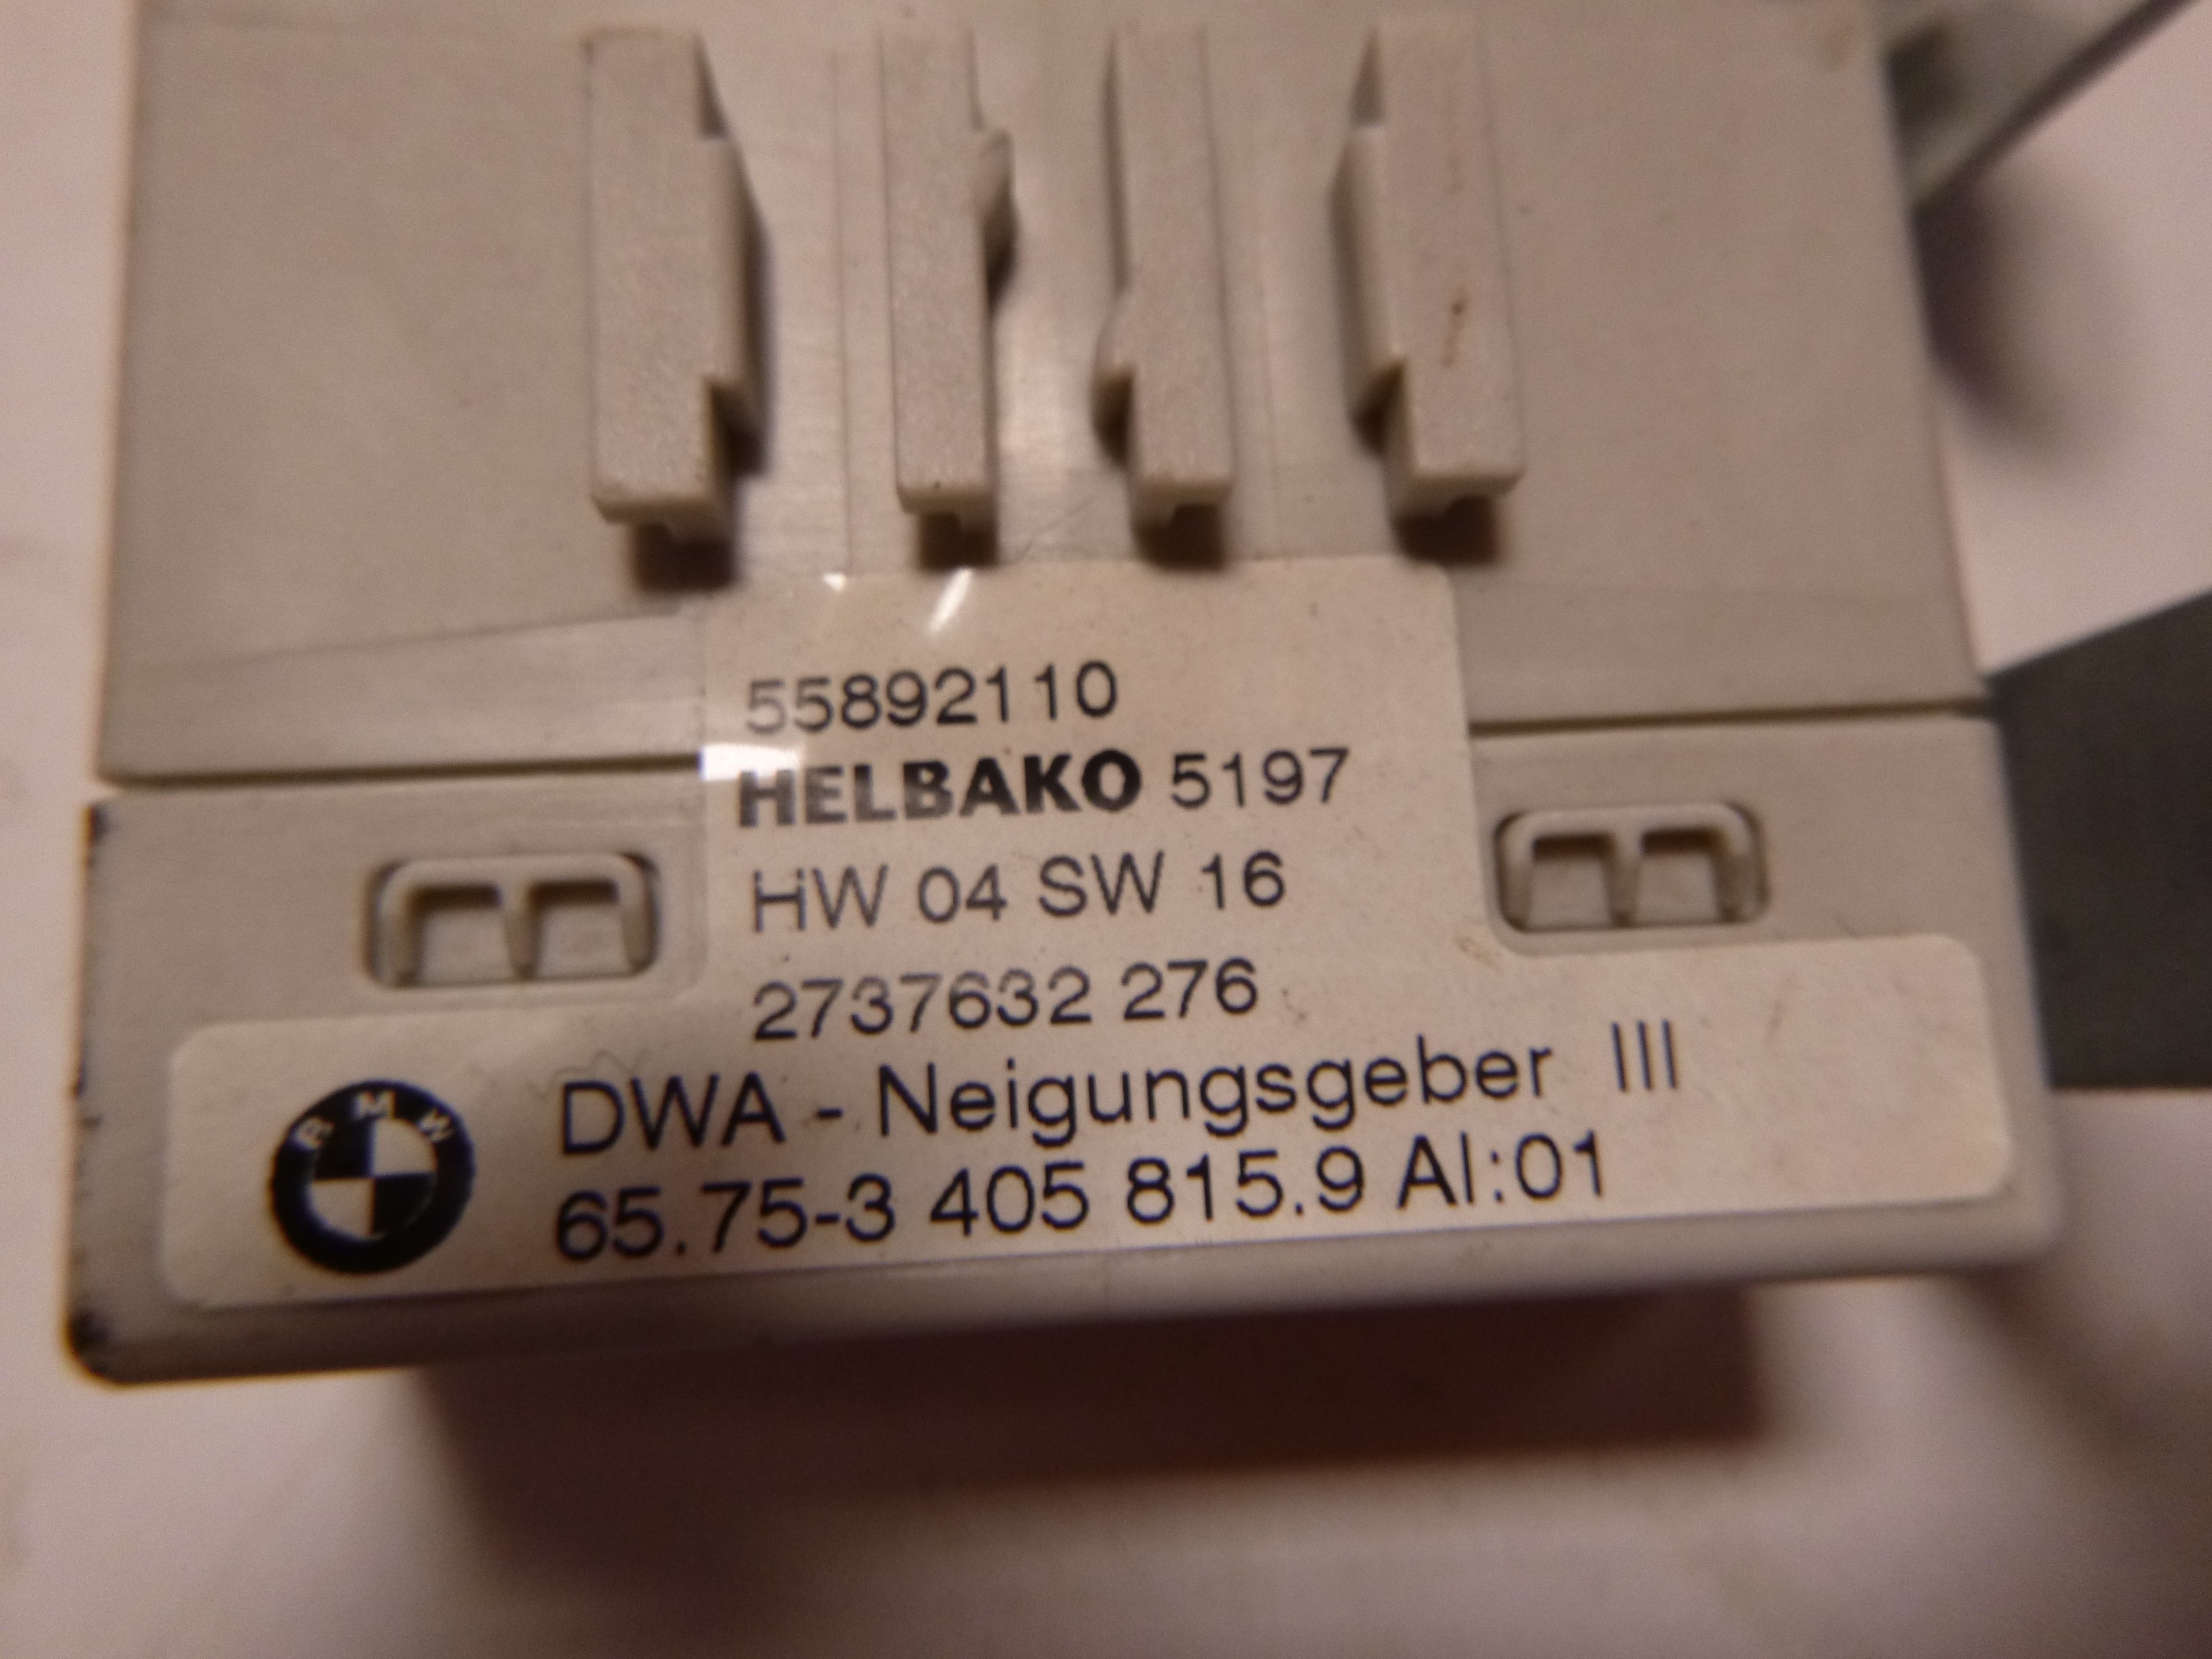 55892110
HELBAKO 5197
HW 04 SW 16
2737632 276
DWA - Neigungsgeber III
BMW
65.75-3 405 815.9 AI:01